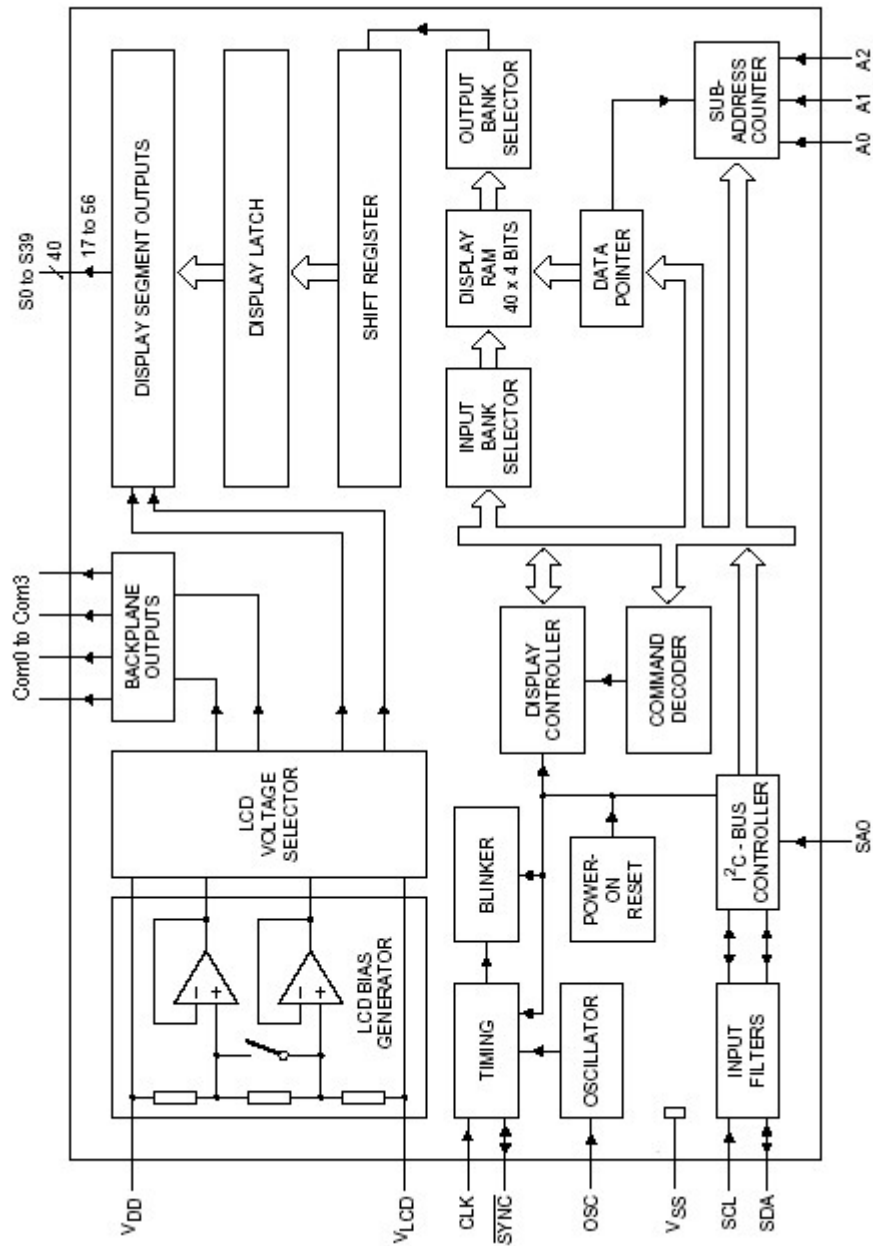 Com0 to Com3
S0 to S39
40
17 to 56
BACKPLANE
OUTPUTS
DISPLAY SEGMENT OUTPUTS
V
DD
LCD BIAS
GENERATOR
LCD
VOLTAGE
SELECTOR
DISPLAY LATCH
V
LCD
SHIFT REGISTER
CLK
SYNC
TIMING
BLINKER
DISPLAY
CONTROLLER
INPUT
BANK
SELECTOR
DISPLAY
RAM
40 x 4 BITS
OUTPUT
BANK
SELECTOR
OSC
OSCILLATOR
POWER-
ON
RESET
COMMAND
DECODER
DATA
POINTER
V
SS
SCL
SDA
INPUT
FILTERS
I²C - BUS
CONTROLLER
SUB-
ADDRESS
COUNTER
SA0
A0
A1
A2